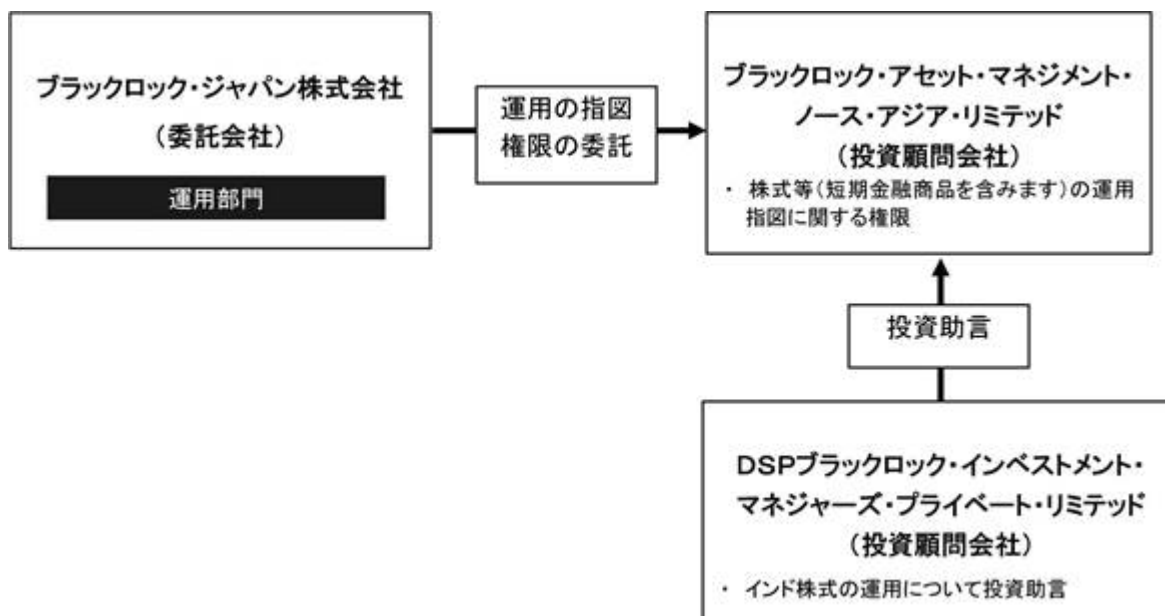 ブラックロック・ジャパン株式会社
（委託会社）
運用部門
運用の指図
権限の委託
ブラックロック・アセット・マネジメント・
ノース・アジア・リミテッド
（投資顧問会社）
・ 株式等（短期金融商品を含みます）の運用
指図に関する権限
投資助言
DSPブラックロック・インベストメント・
マネジャーズ・プライベート・リミテッド
（投資顧問会社）
・ インド株式の運用について投資助言